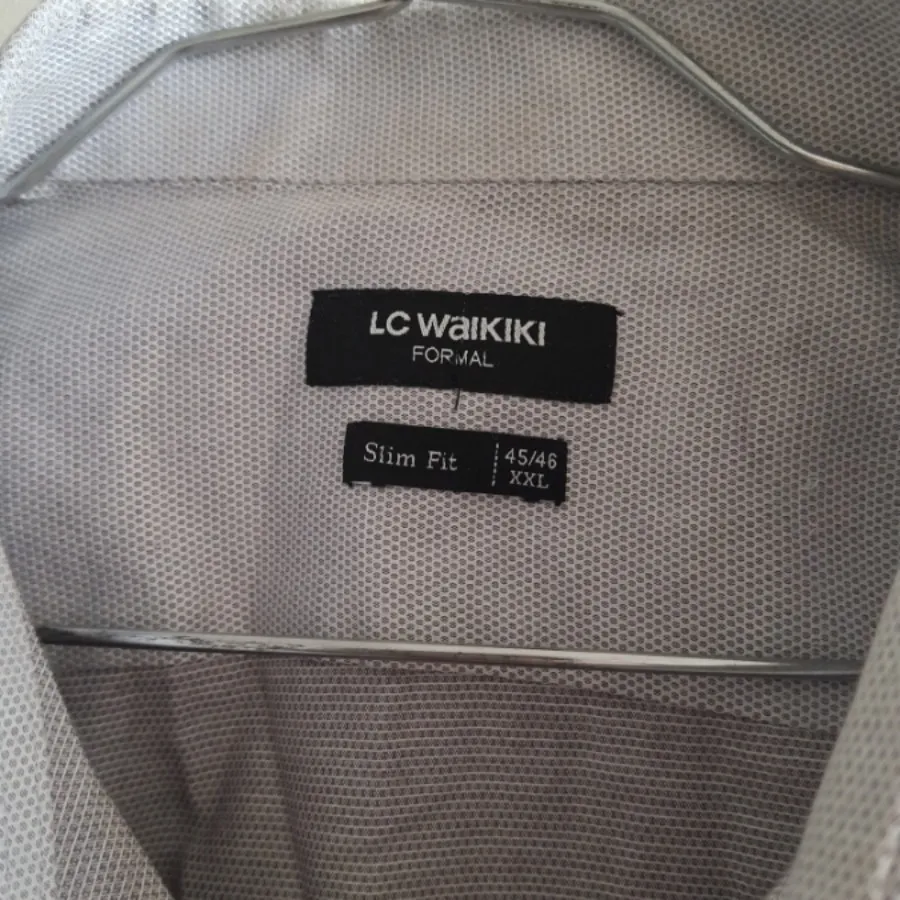 LC WaIKIKI
FORMAL
Slim Fit
45/46
XXL